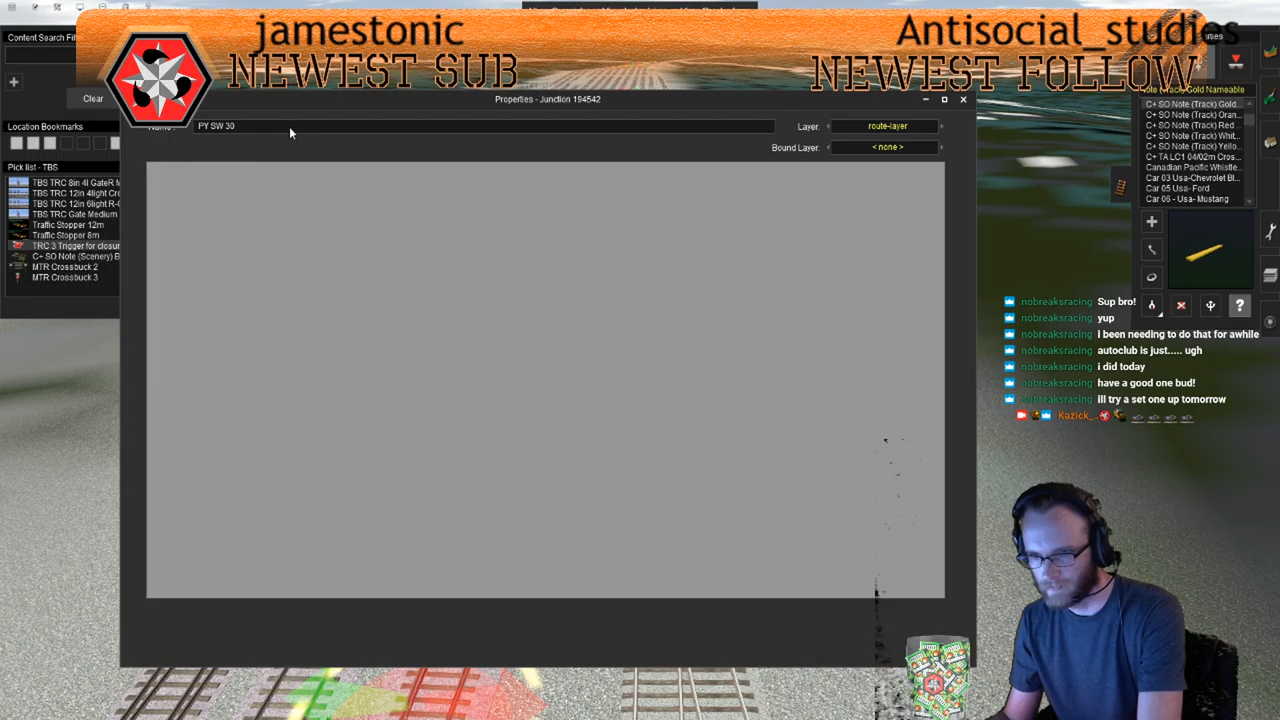 jamestonic
NEWEST SUB
Antisocial_studies
NEWEST FOLLOW
Content Search
Clear
Location Bookmarks
Pick list - TBS
TBS TRC 8in 4l GateR M
TBS TRC 12in 4light Cro
TBS TRC 12in 6light R-C
TBS TRC Gate Medium
Traffic Stopper 12m
Traffic Stopper 8m
TRC 3 Trigger for closur
C+ SO Note (Scenery) B
MTR Crossbuck 2
MTR Crossbuck 3
Properties - Junction 194542
PY SW 30
Layer:
route-layer
Bound Layer:
< none >
(Track) Gold Nameable
C+ SO Note (Track) Gold
C+ SO Note (Track) Oran...
C+ SO Note (Track) Red
C+ SO Note (Track) Whit...
C+ SO Note (Track) Yello...
C+ TA LC1 04/02m Cros...
Canadian Pacific Whistle...
Car 03 Usa-Chevrolet Bl...
Car 05 Usa- Ford
Car 06 - Usa- Mustang
?
nobreaksracing Sup bro!
nobreaksracing yup
nobreaksracing i been needing to do that for awhile
nobreaksracing autoclub is just..... ugh
nobreaksracing i did today
nobreaksracing have a good one bud!
nobreaksracing ill try a set one up tomorrow
Kazick_